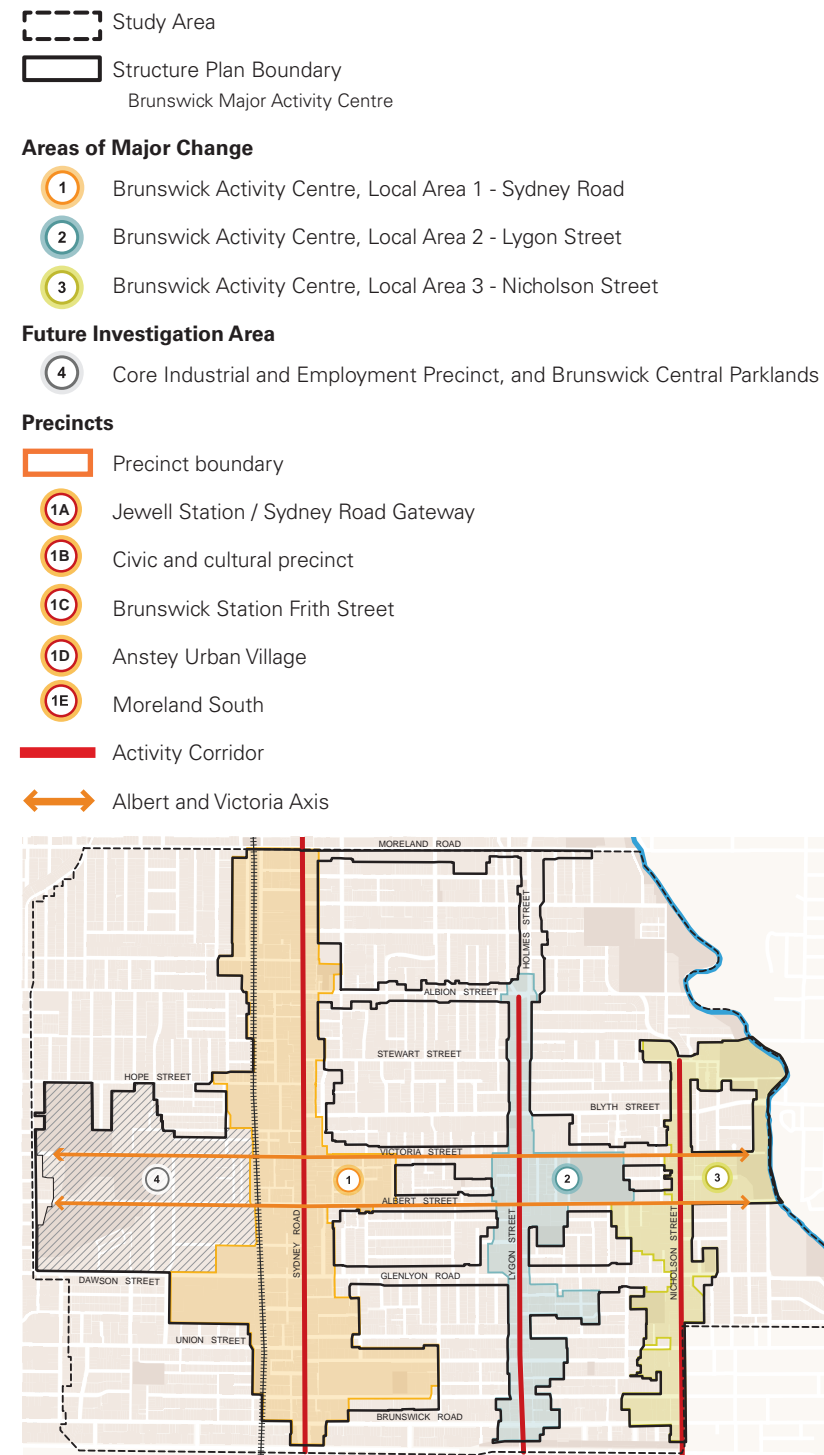 Study Area
Structure Plan Boundary
Brunswick Major Activity Centre
Areas of Major Change
1 Brunswick Activity Centre, Local Area 1 - Sydney Road
2 Brunswick Activity Centre, Local Area 2 - Lygon Street
3 Brunswick Activity Centre, Local Area 3 - Nicholson Street
Future Investigation Area
4 Core Industrial and Employment Precinct, and Brunswick Central Parklands
Precincts
Precinct boundary
1A Jewell Station / Sydney Road Gateway
1B Civic and cultural precinct
1C Brunswick Station Frith Street
1D Anstey Urban Village
1E Moreland South
Activity Corridor
Albert and Victoria Axis
MORELAND ROAD
HOLMES STREET
ALBION STREET
STEWART STREET
HOPE STREET
BLYTH STREET
VICTORIA STREET
4
1
2
3
ALBERT STREET
SYDNEY ROAD
LYGON STREET
NICHOLSON STREET
DAWSON STREET
GLENLYON ROAD
UNION STREET
BRUNSWICK ROAD